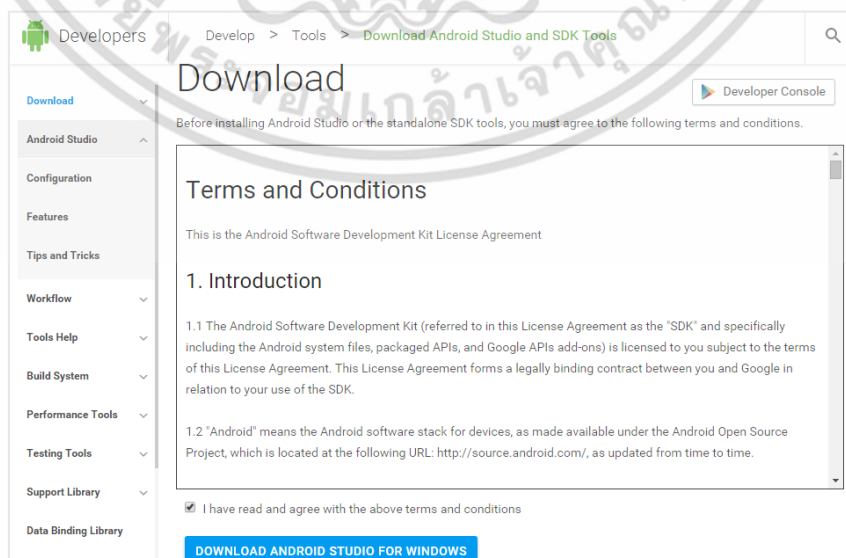 Developers
Develop > Tools > Download Android Studio and SDK Tools
Download
Developer Console
Before installing Android Studio or the standalone SDK tools, you must agree to the following terms and conditions.
Download
Android Studio
Configuration
Features
Tips and Tricks
Workflow
Tools Help
Build System
Performance Tools
Testing Tools
Support Library
Data Binding Library
Terms and Conditions
This is the Android Software Development Kit License Agreement
1. Introduction
1.1 The Android Software Development Kit (referred to in this License Agreement as the "SDK" and specifically
including the Android system files, packaged APIs, and Google APIs add-ons) is licensed to you subject to the terms
of this License Agreement. This License Agreement forms a legally binding contract between you and Google in
relation to your use of the SDK.
1.2 "Android" means the Android software stack for devices, as made available under the Android Open Source
Project, which is located at the following URL: http://source.android.com/, as updated from time to time.
I have read and agree with the above terms and conditions
DOWNLOAD ANDROID STUDIO FOR WINDOWS